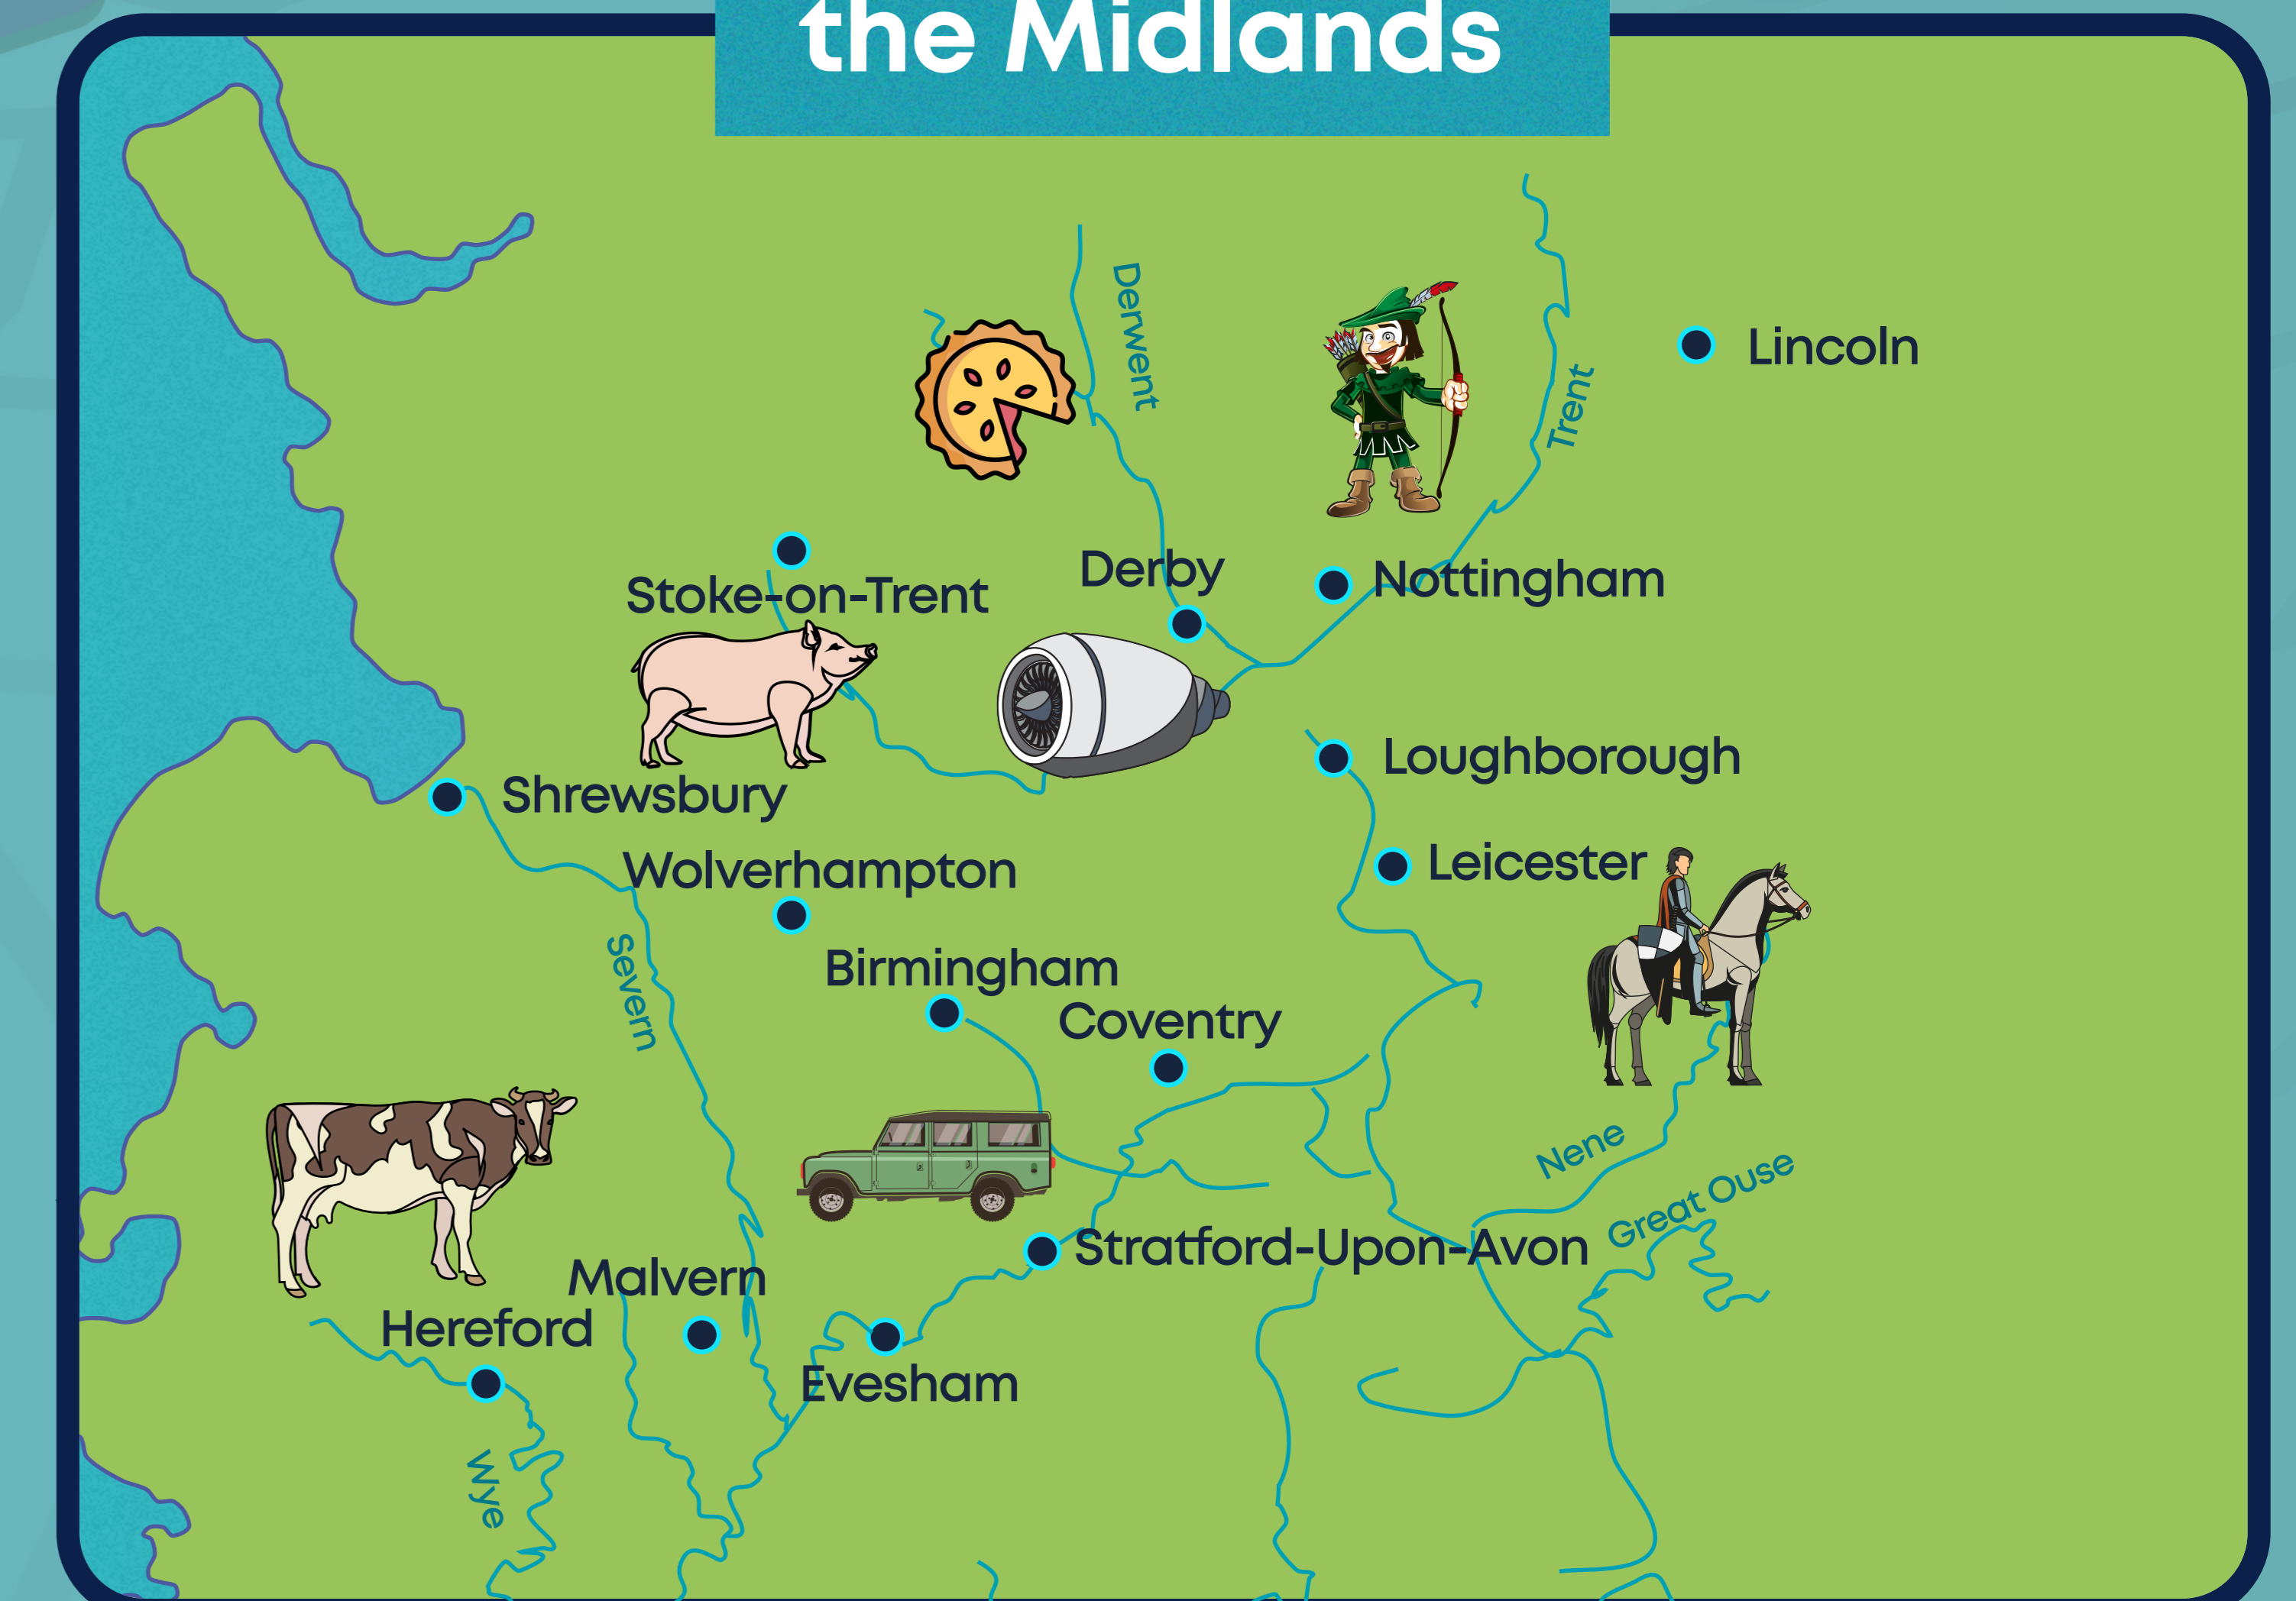 the Midlands
Derwent
Lincoln
Trent
Derby
Nottingham
Stoke-on-Trent
Loughborough
Shrewsbury
Leicester
Wolverhampton
Severn
Birmingham
Coventry
Nene
Great Ouse
Stratford-Upon-Avon
Malvern
Hereford
Evesham
Wye